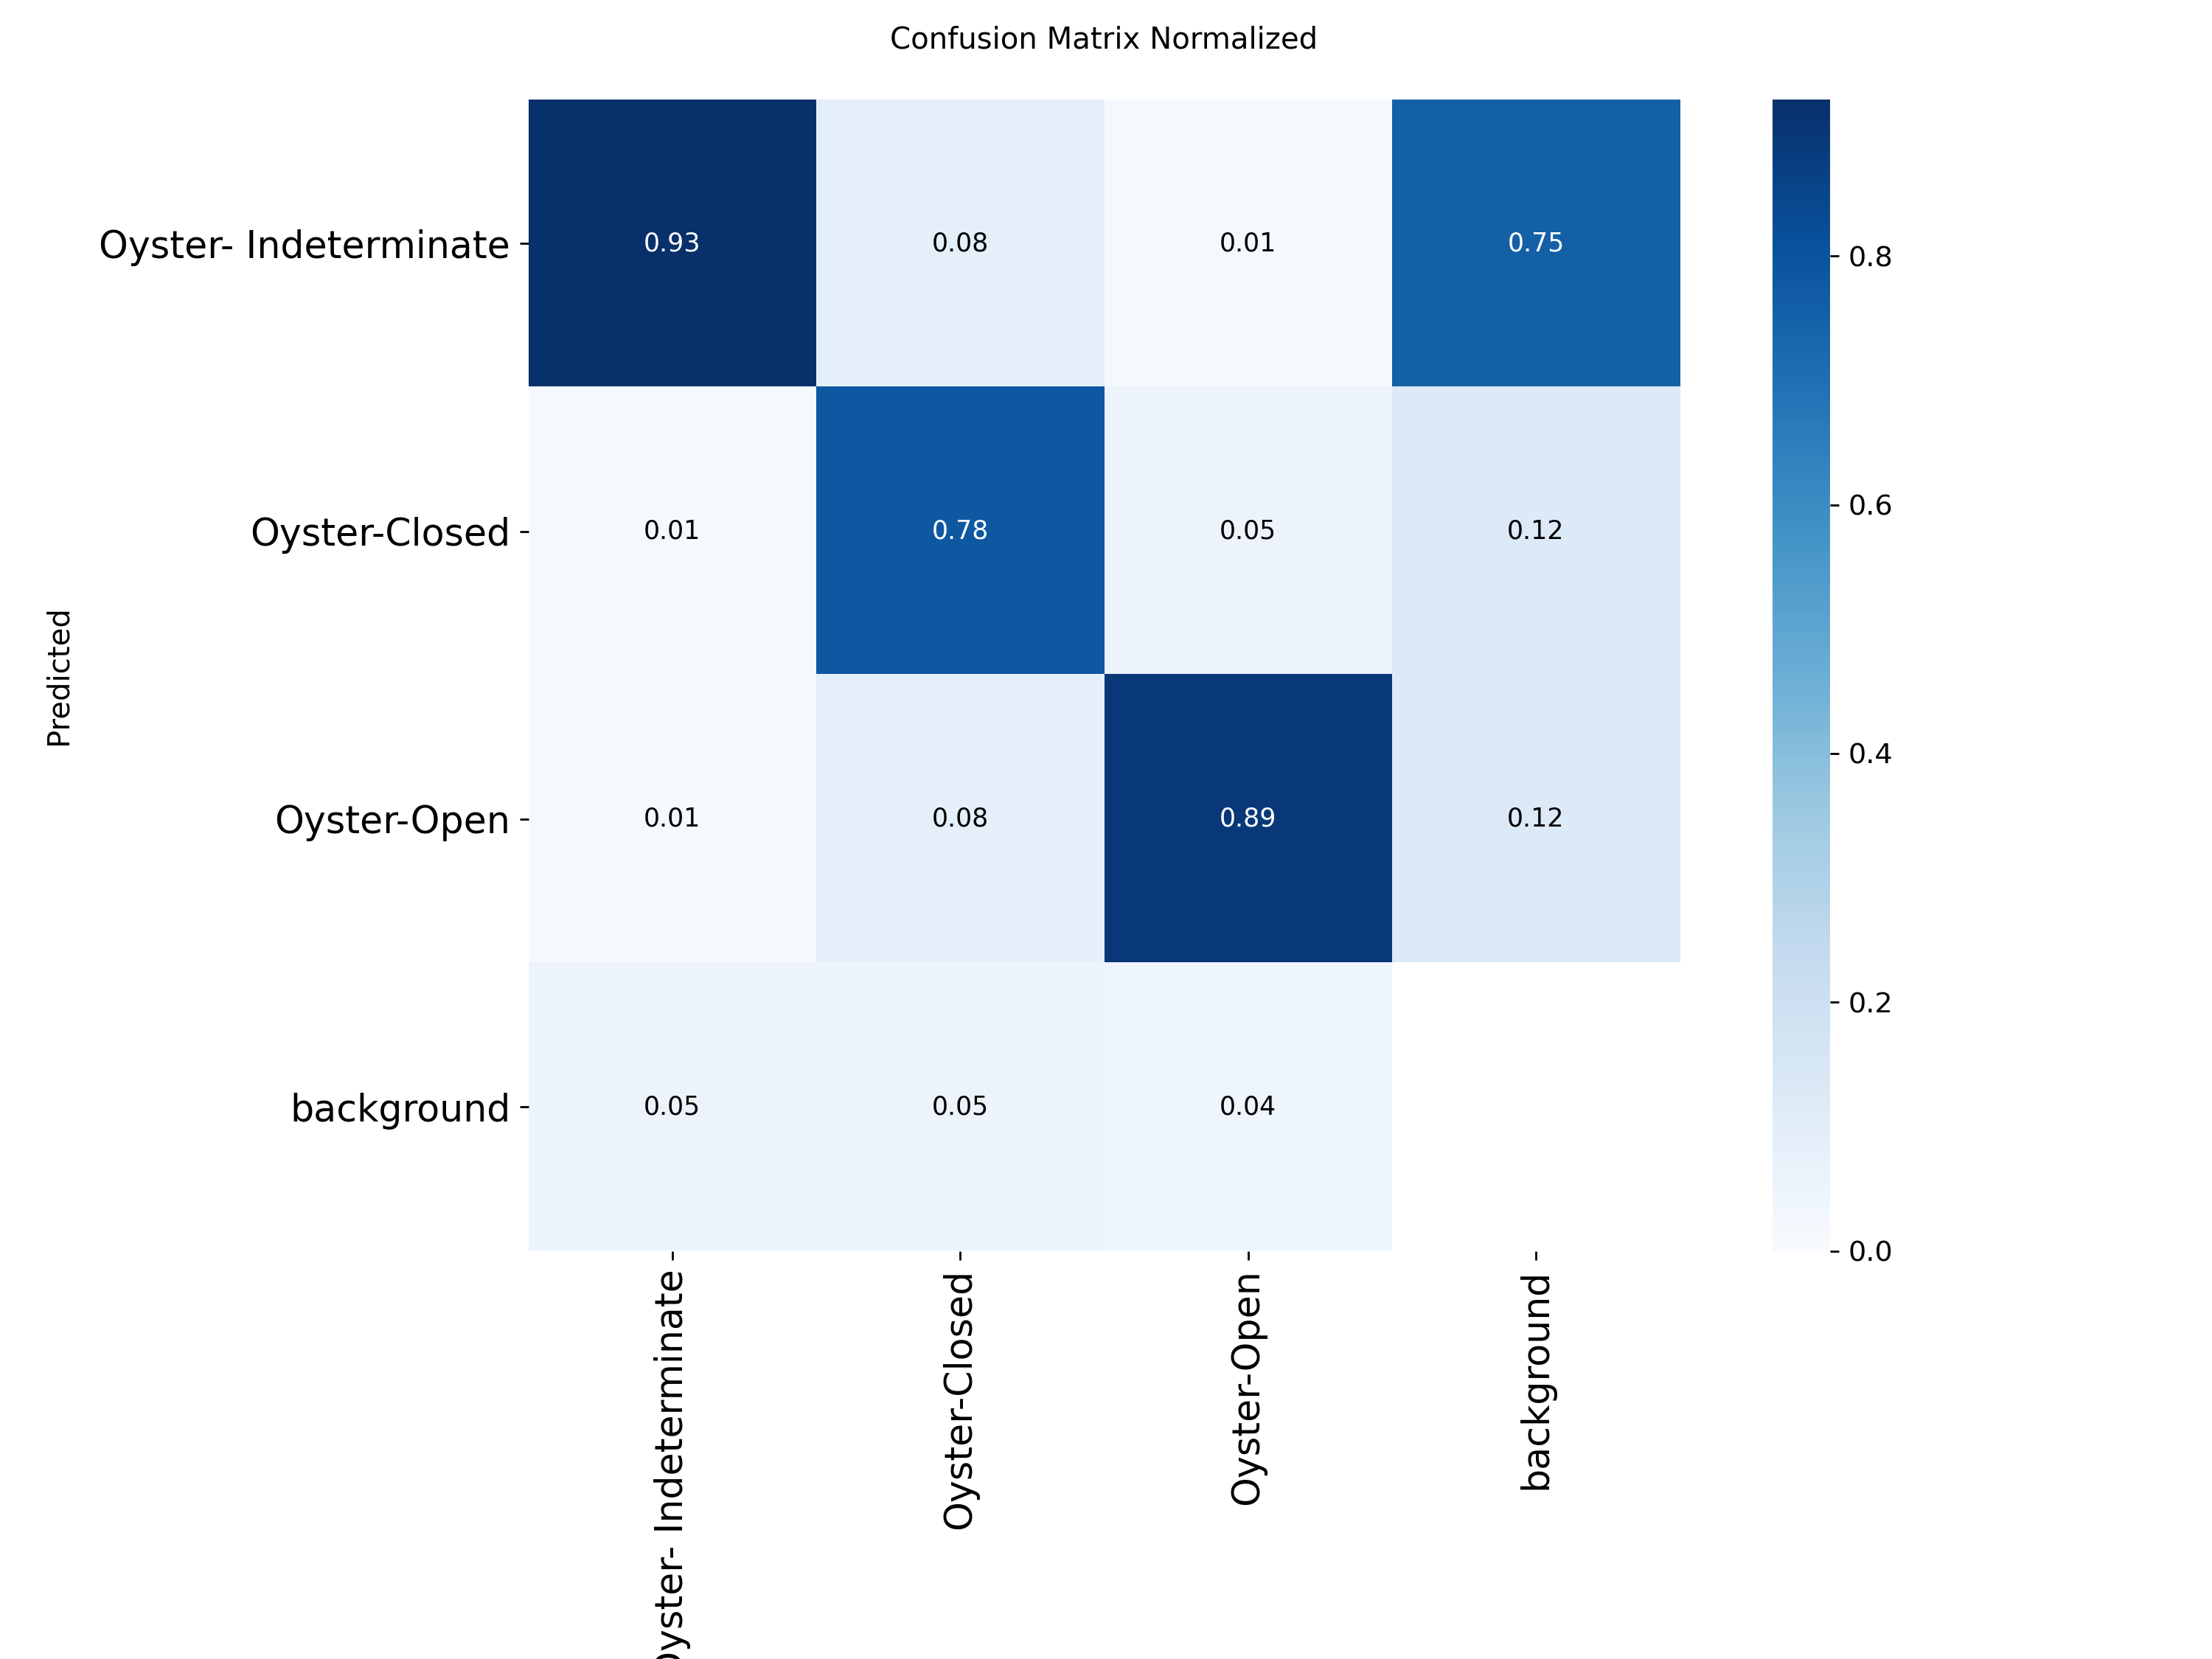 Confusion Matrix Normalized
Oyster- Indeterminate
0.93
0.08
0.01
0.75
0.8
Oyster-Closed
0.01
0.78
0.05
0.12
0.6
Predicted
0.4
Oyster-Open
0.01
0.08
0.89
0.12
0.2
background
0.05
0.05
0.04
0.0
Oyster- Indeterminate
Oyster-Closed
Oyster-Open
background